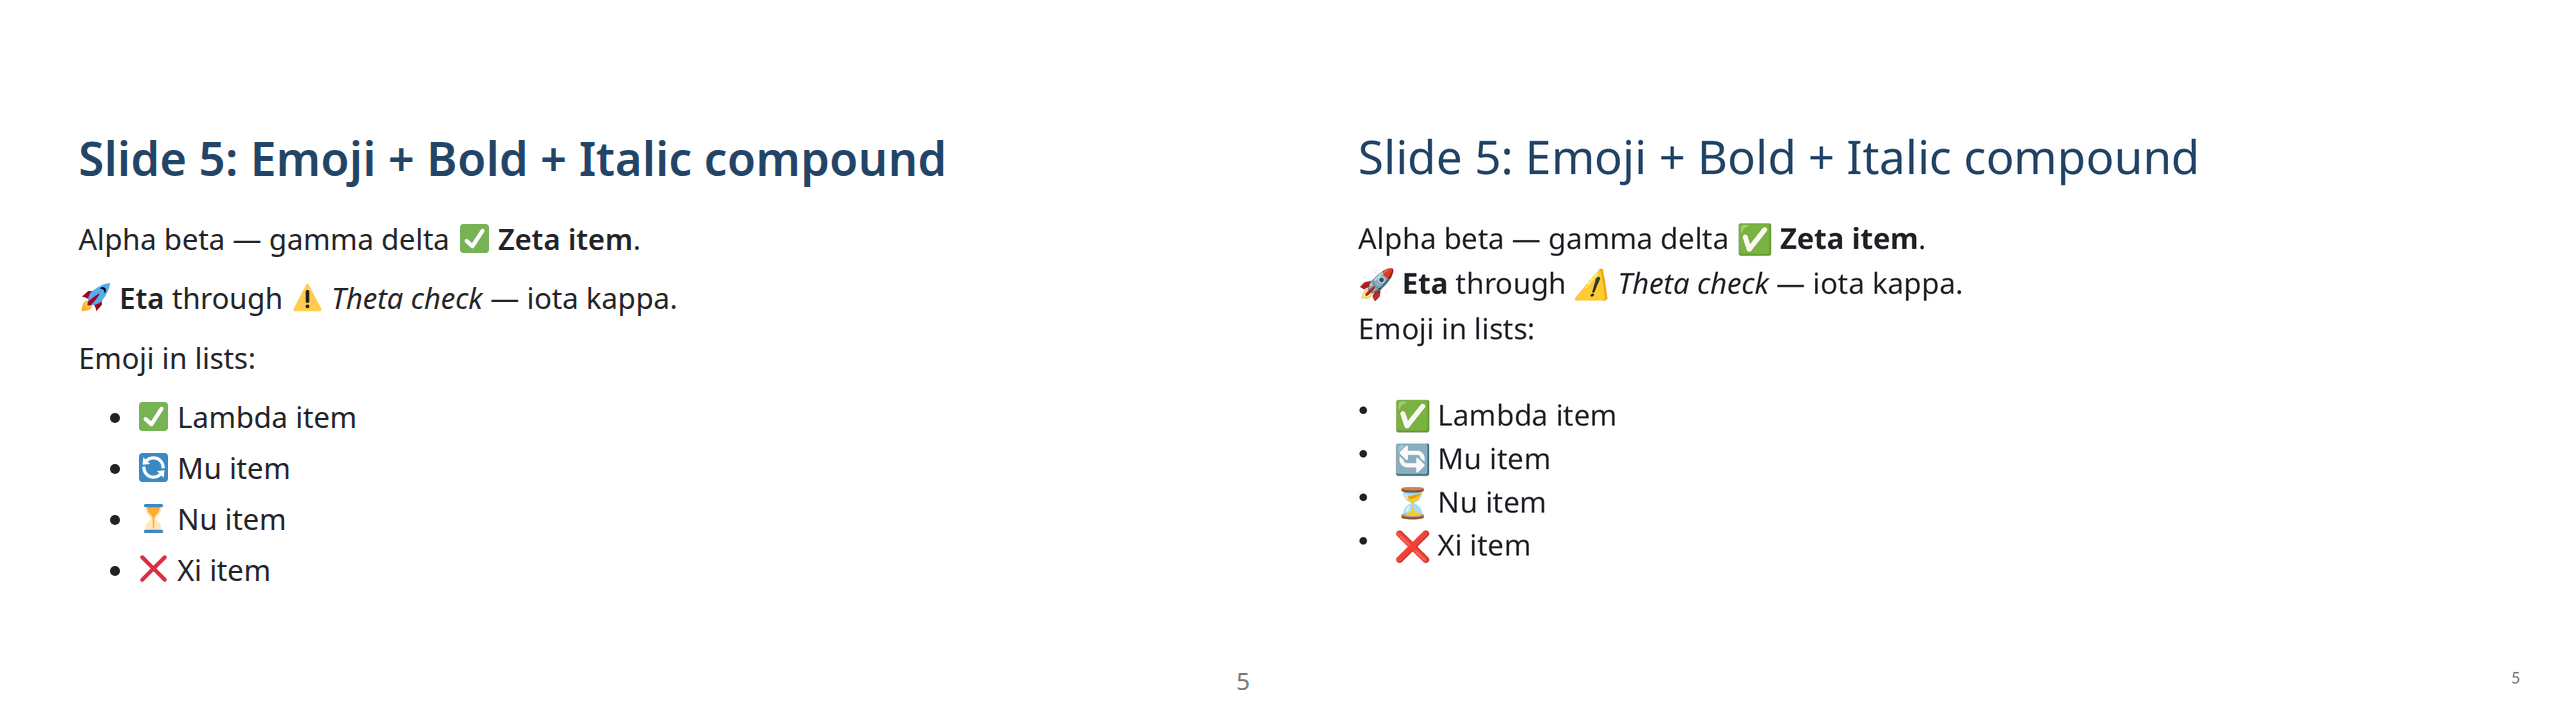 Slide 5: Emoji + Bold + Italic compound
Alpha beta — gamma delta ✅ Zeta item.
🚀 Eta through ⚠️ Theta check — iota kappa.
Emoji in lists:
• ✅ Lambda item
• 🔄 Mu item
• ⏳ Nu item
• ❌ Xi item
5
Slide 5: Emoji + Bold + Italic compound
Alpha beta — gamma delta ✅ Zeta item.
🚀 Eta through ⚠️ Theta check — iota kappa.
Emoji in lists:
• ✅ Lambda item
• 🔄 Mu item
• ⏳ Nu item
• ❌ Xi item
5